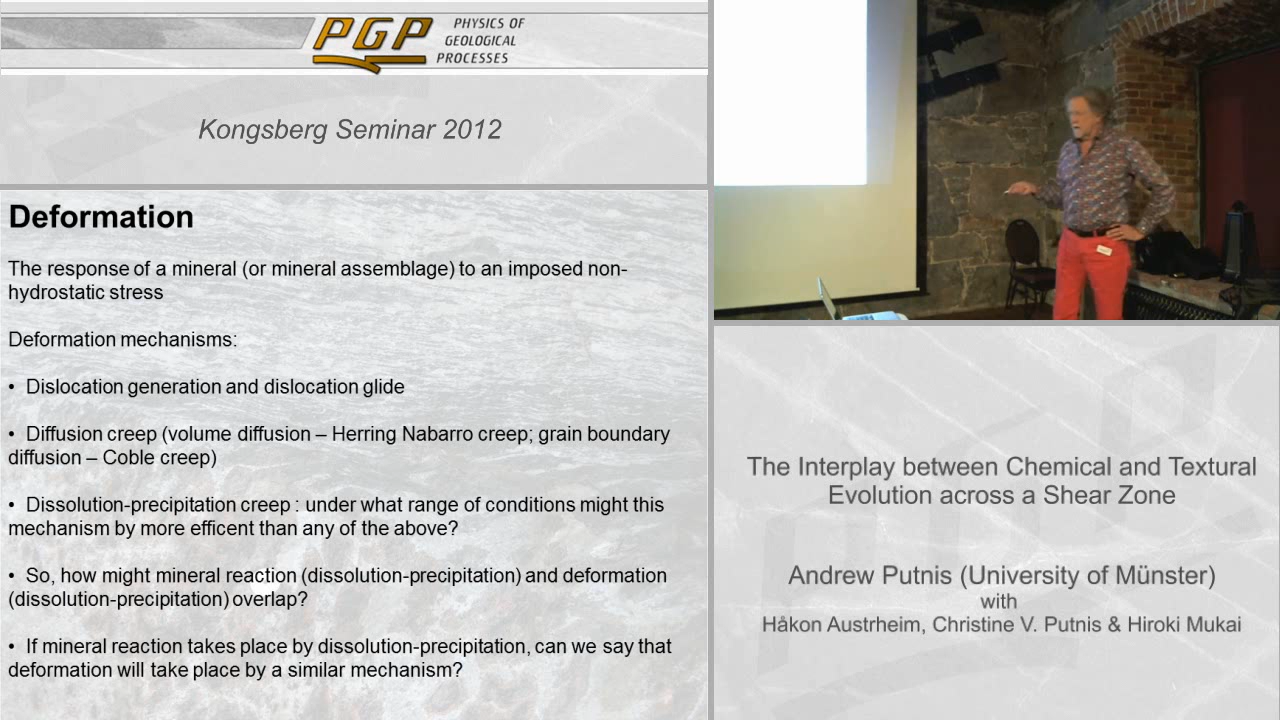 PGP
PHYSICS OF
GEOLOGICAL
PROCESSES
Kongsberg Seminar 2012
Deformation
The response of a mineral (or mineral assemblage) to an imposed non-
hydrostatic stress
Deformation mechanisms:
• Dislocation generation and dislocation glide
• Diffusion creep (volume diffusion – Herring Nabarro creep; grain boundary
diffusion – Coble creep)
• Dissolution-precipitation creep : under what range of conditions might this
mechanism by more efficent than any of the above?
• So, how might mineral reaction (dissolution-precipitation) and deformation
(dissolution-precipitation) overlap?
• If mineral reaction takes place by dissolution-precipitation, can we say that
deformation will take place by a similar mechanism?
The Interplay between Chemical and Textural
Evolution across a Shear Zone
Andrew Putnis (University of Münster)
with
Håkon Austrheim, Christine V. Putnis & Hiroki Mukai